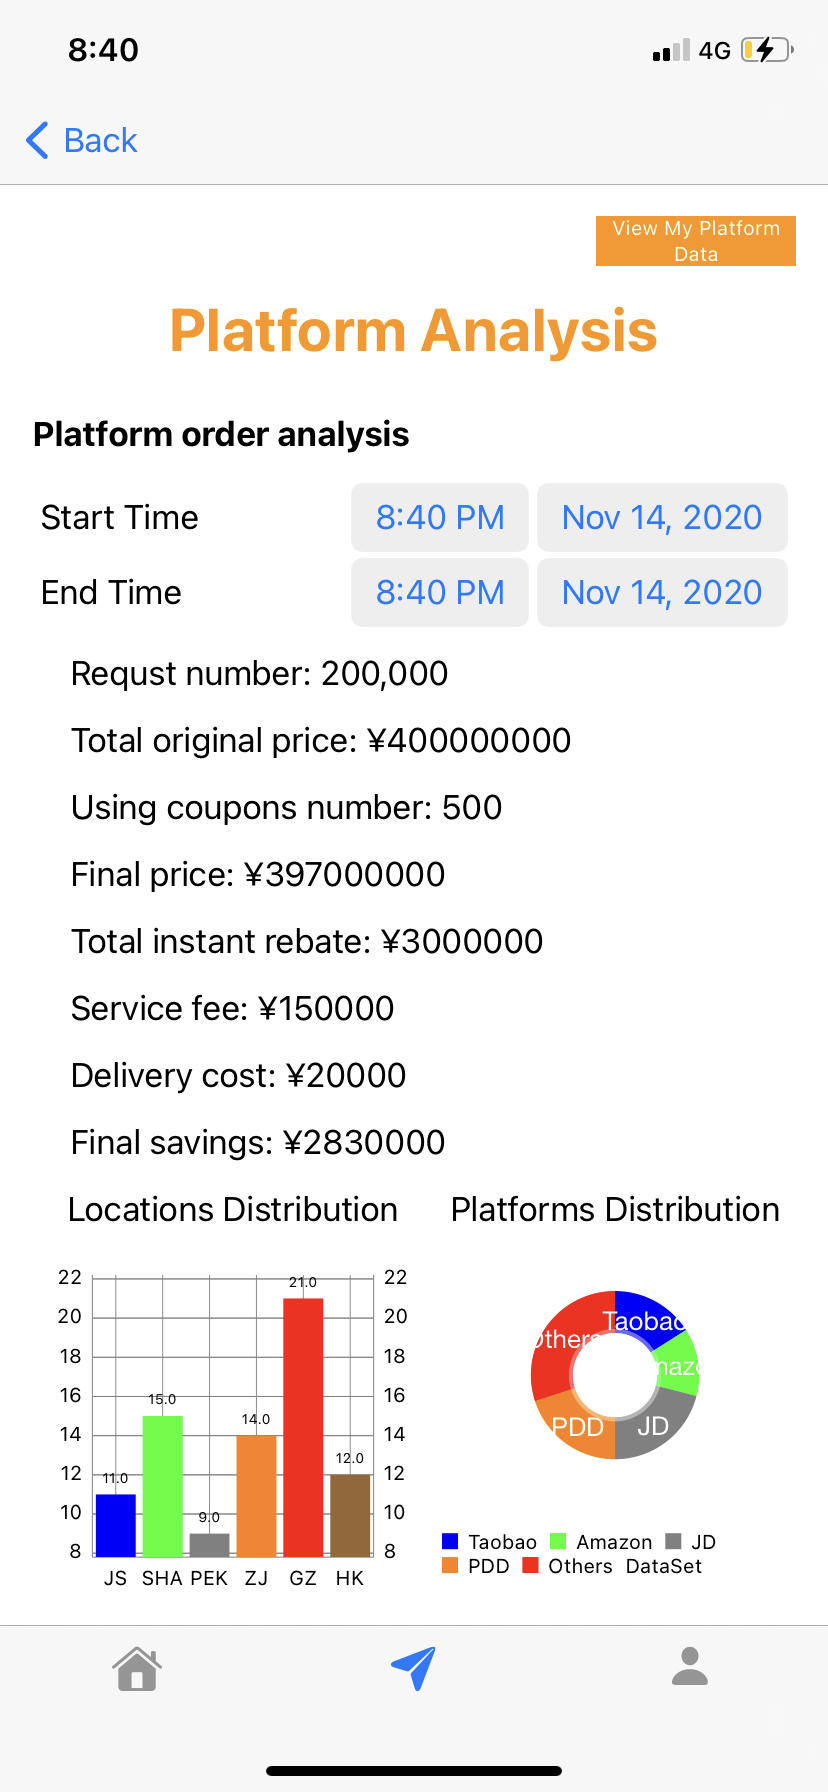 8:40
4G
Back
View My Platform
Data
Platform Analysis
Platform order analysis
Start Time 8:40 PM Nov 14, 2020
End Time 8:40 PM Nov 14, 2020
Requst number: 200,000
Total original price: ¥400000000
Using coupons number: 500
Final price: ¥397000000
Total instant rebate: ¥3000000
Service fee: ¥150000
Delivery cost: ¥20000
Final savings: ¥2830000
Locations Distribution
22 21.0 22
20 20
18 18
16 15.0 16
14 14.0 14
12 11.0 12.0 12
10 9.0 10
8 8
JS SHA PEK ZJ GZ HK
Platforms Distribution
Taobao
Others
mazo
PDD JD
Taobao Amazon JD
PDD Others DataSet